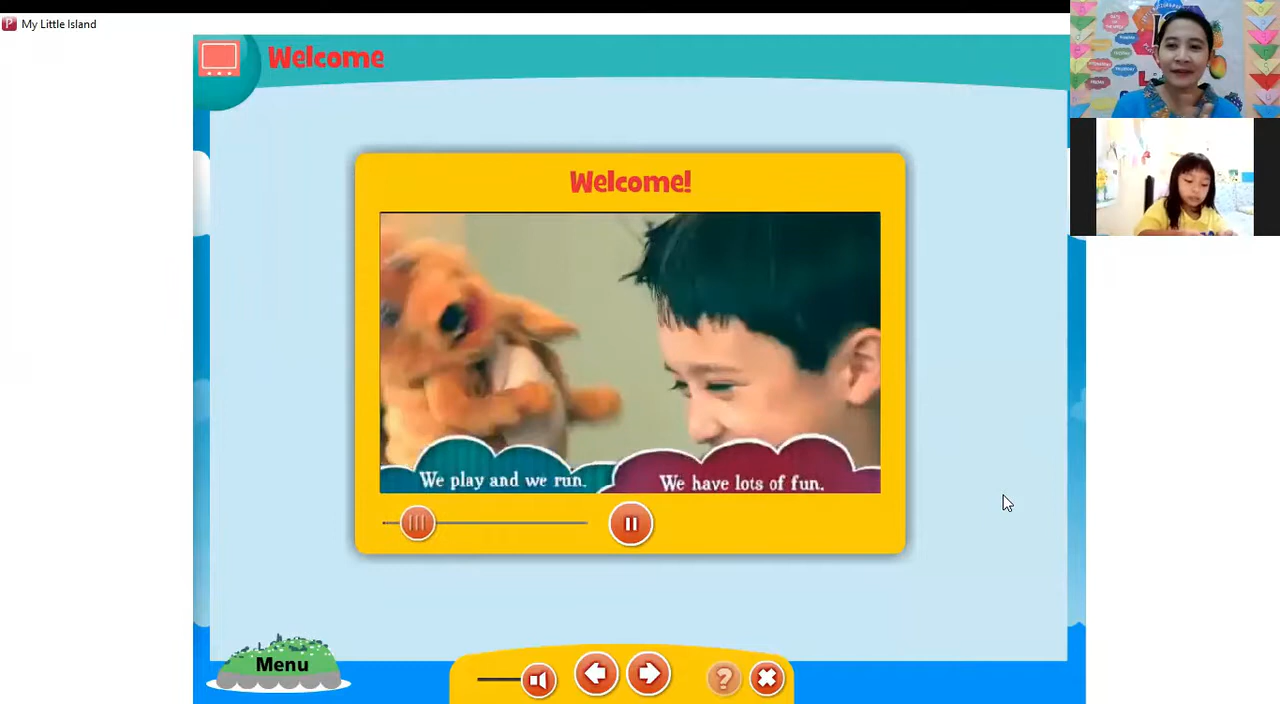 My Little Island
Welcome
Welcome!
We play and we run.
We have lots of fun.
Menu